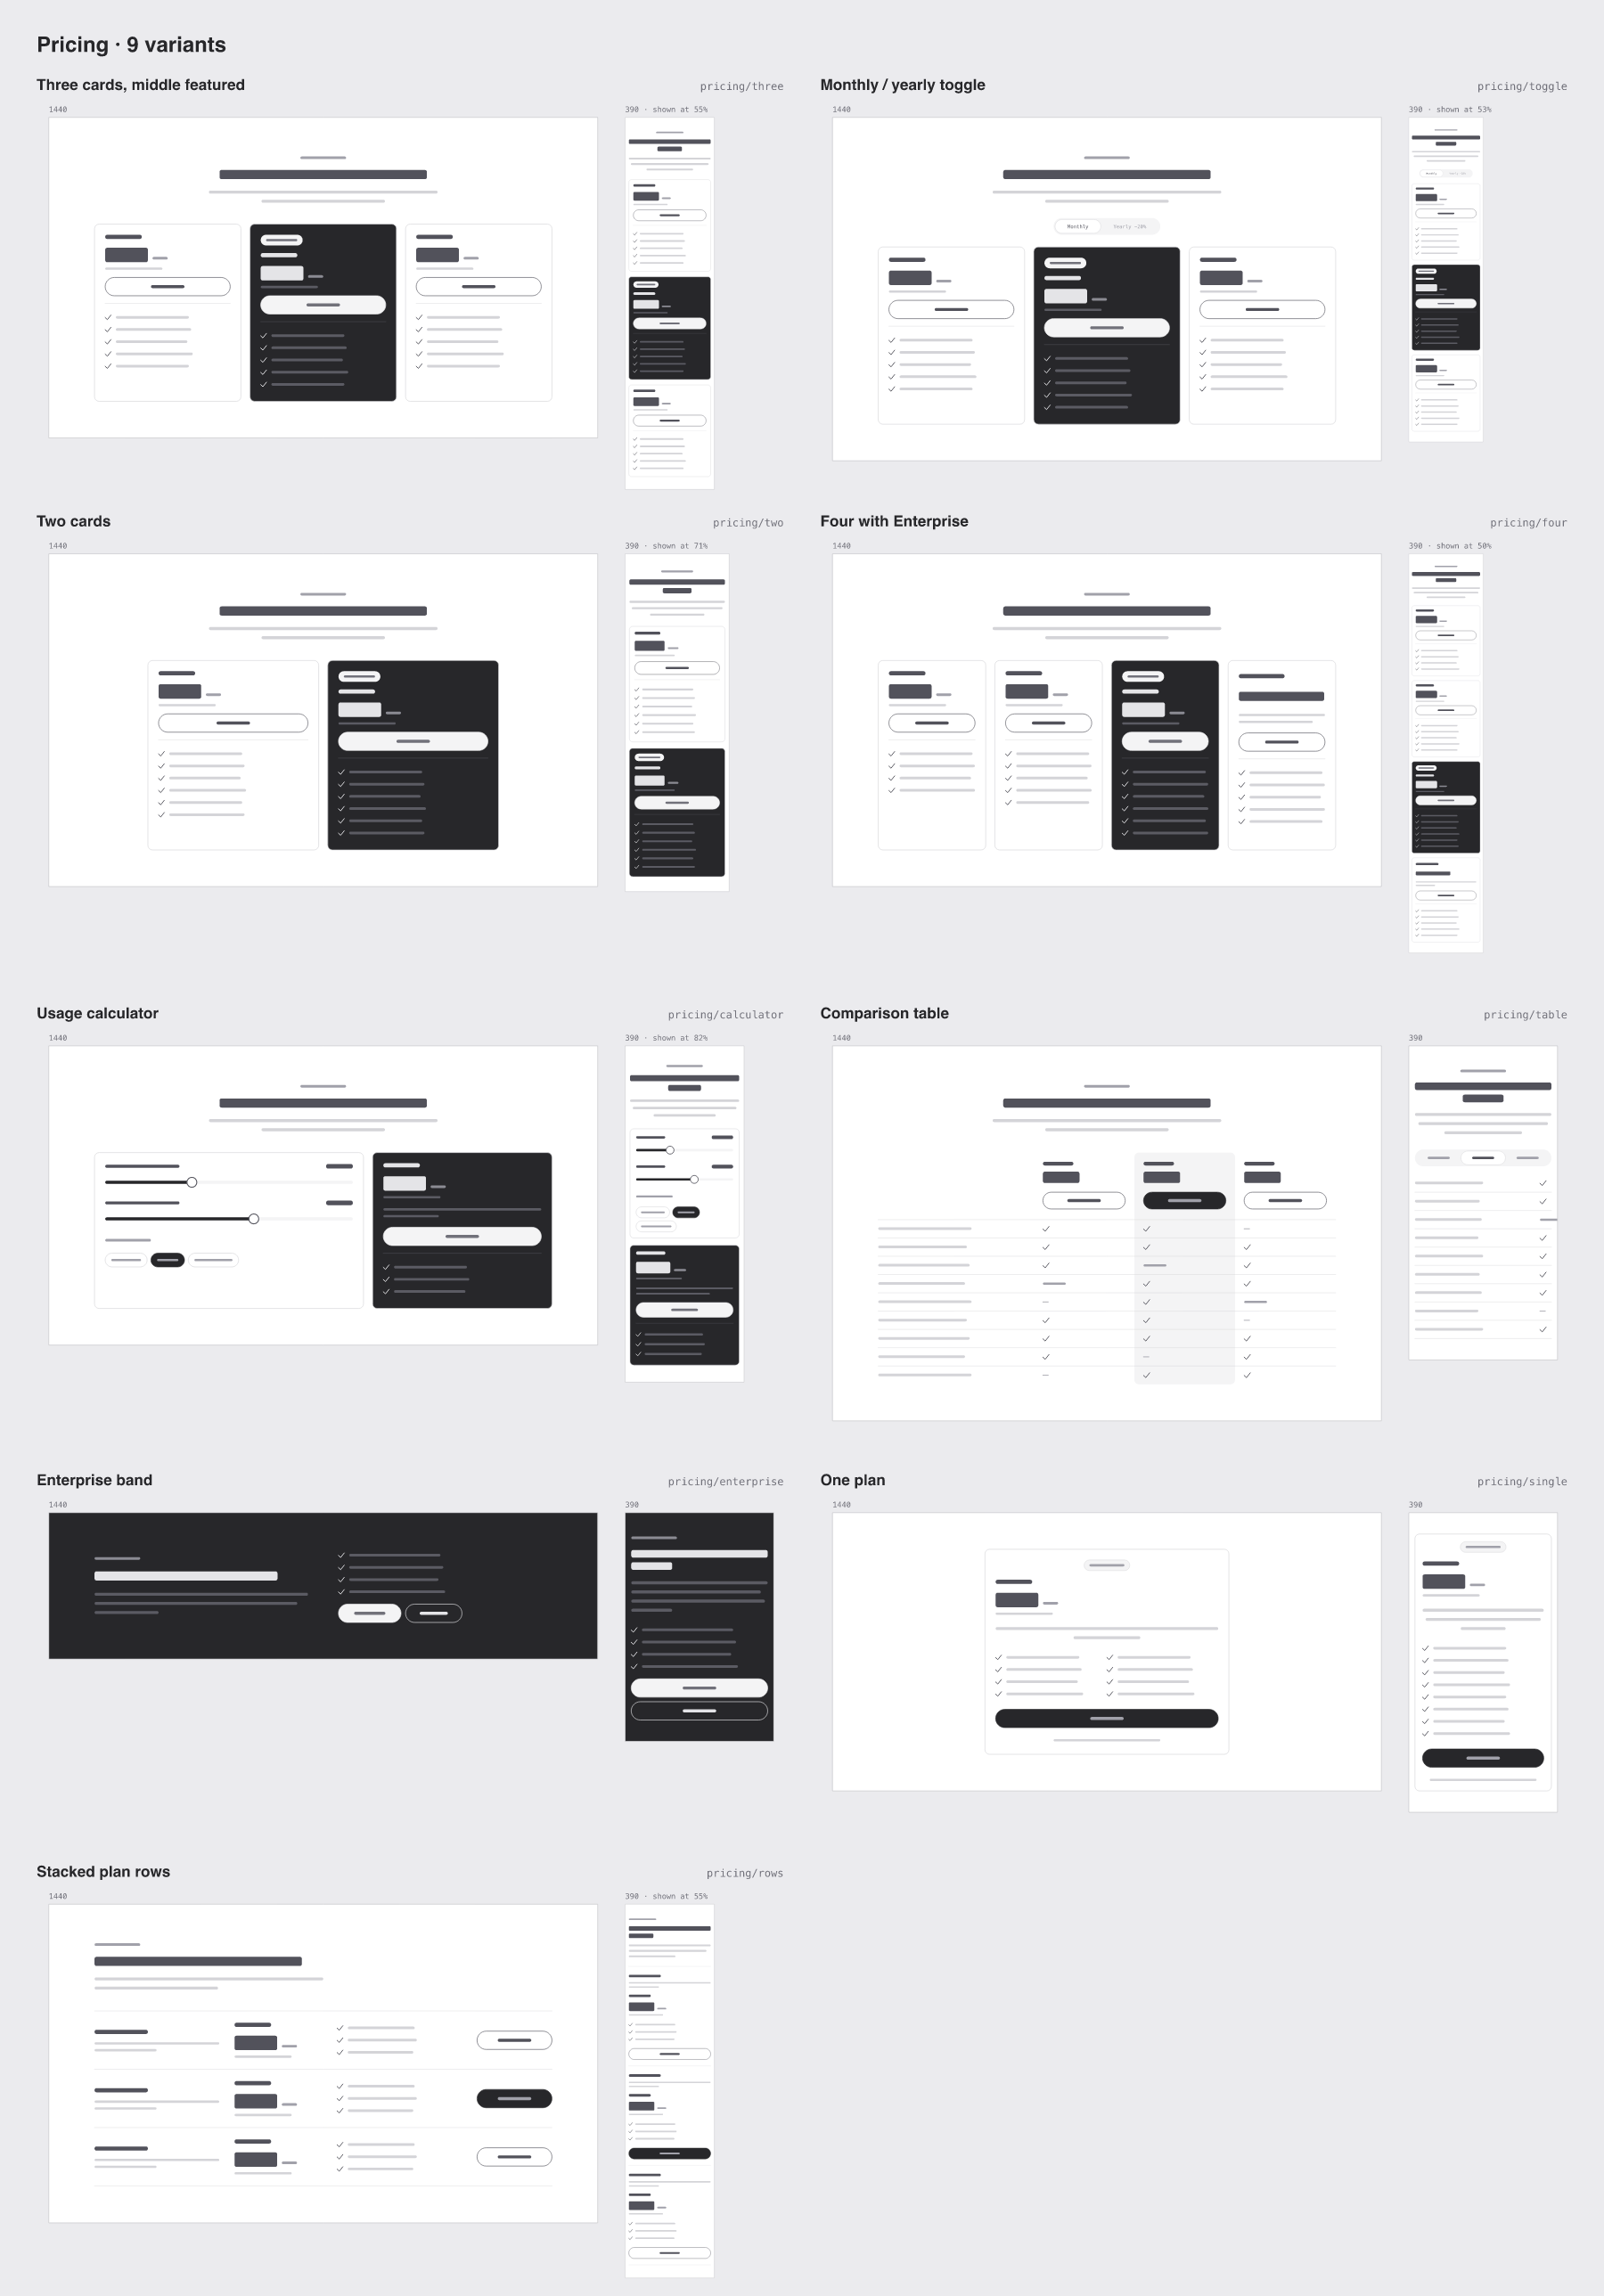 Pricing · 9 variants
Three cards, middle featured
pricing/three
1440
390 · shown at 55%
Monthly / yearly toggle
pricing/toggle
1440
390 · shown at 53%
Monthly
Yearly −20%
Monthly
Two cards
pricing/two
1440
390 · shown at 71%
Four with Enterprise
pricing/four
1440
390 · shown at 50%
Usage calculator
pricing/calculator
1440
390 · shown at 82%
Comparison table
pricing/table
1440
390
Enterprise band
pricing/enterprise
1440
390
One plan
pricing/single
1440
390
Stacked plan rows
pricing/rows
1440
390 · shown at 55%